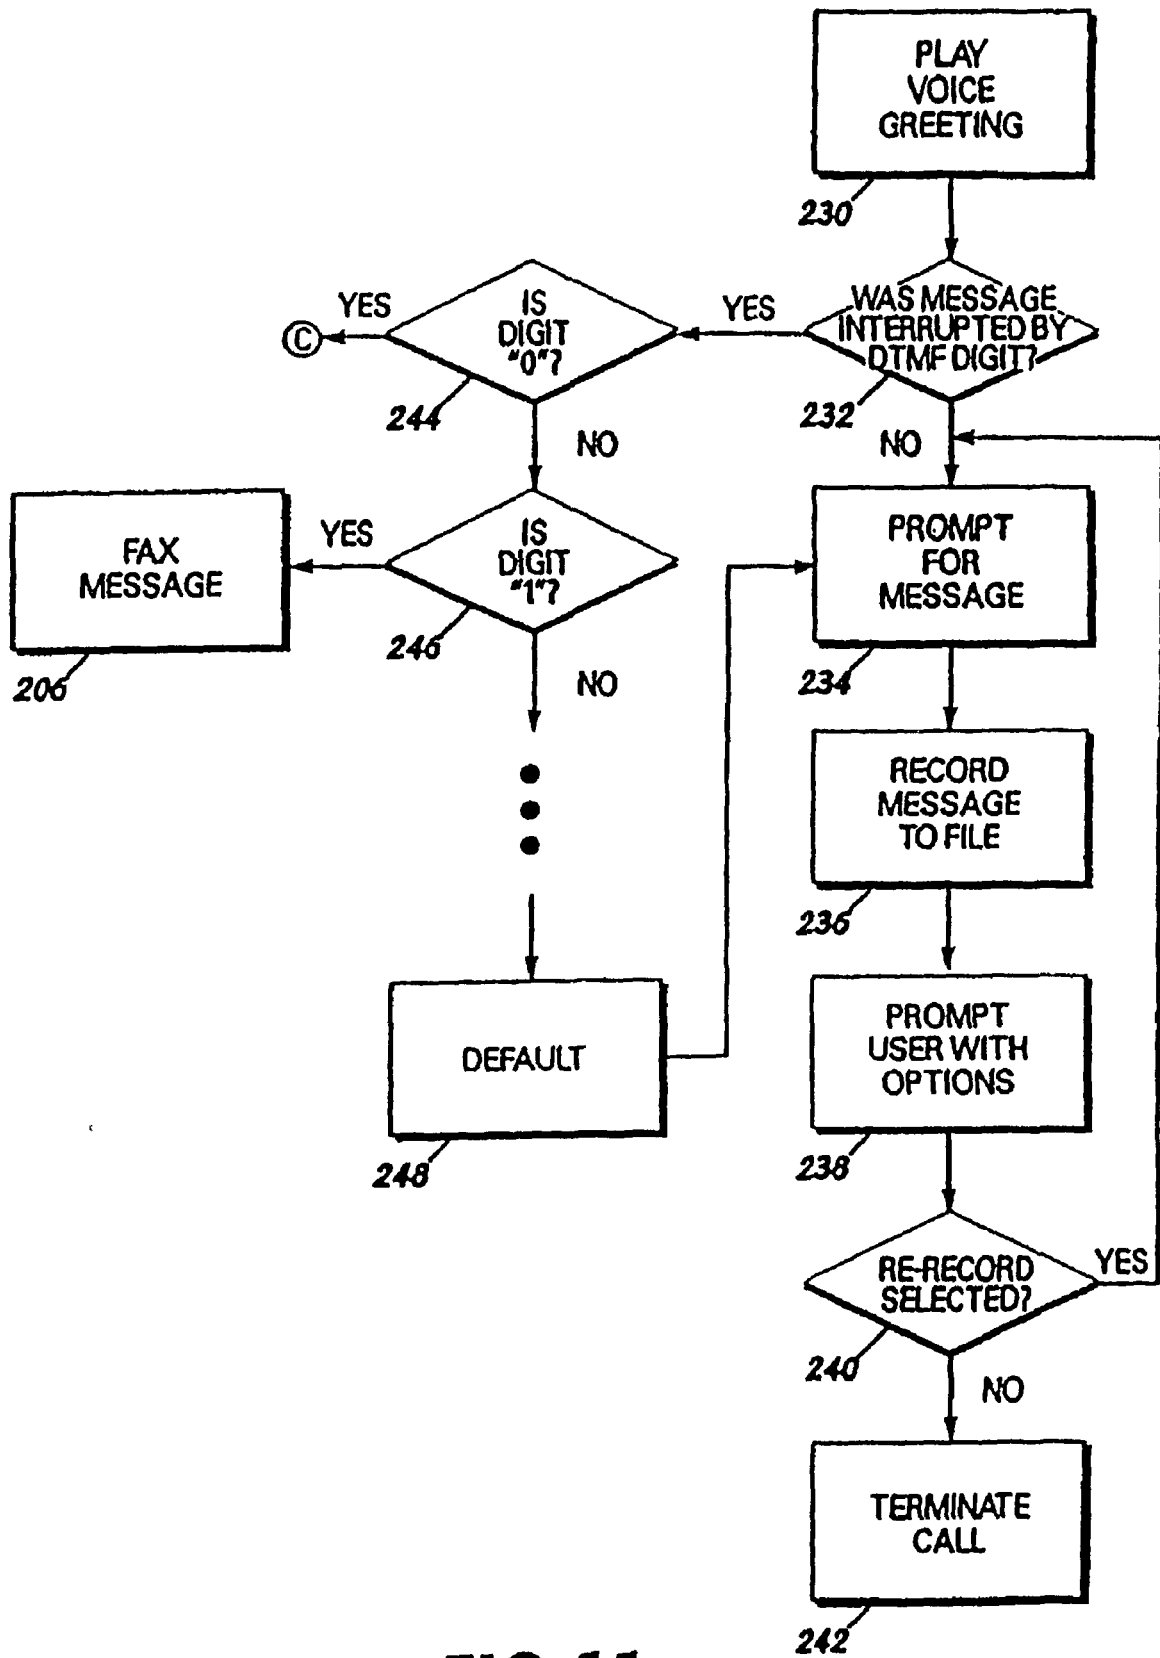 PLAY
VOICE
GREETING
230
WAS MESSAGE
INTERRUPTED BY
DTMF DIGIT?
232
YES
NO
IS
DIGIT
"0"?
244
YES
C
NO
IS
DIGIT
"1"?
246
YES
FAX
MESSAGE
206
NO
DEFAULT
248
PROMPT
FOR
MESSAGE
234
RECORD
MESSAGE
TO FILE
236
PROMPT
USER WITH
OPTIONS
238
RE-RECORD
SELECTED?
240
YES
NO
TERMINATE
CALL
242